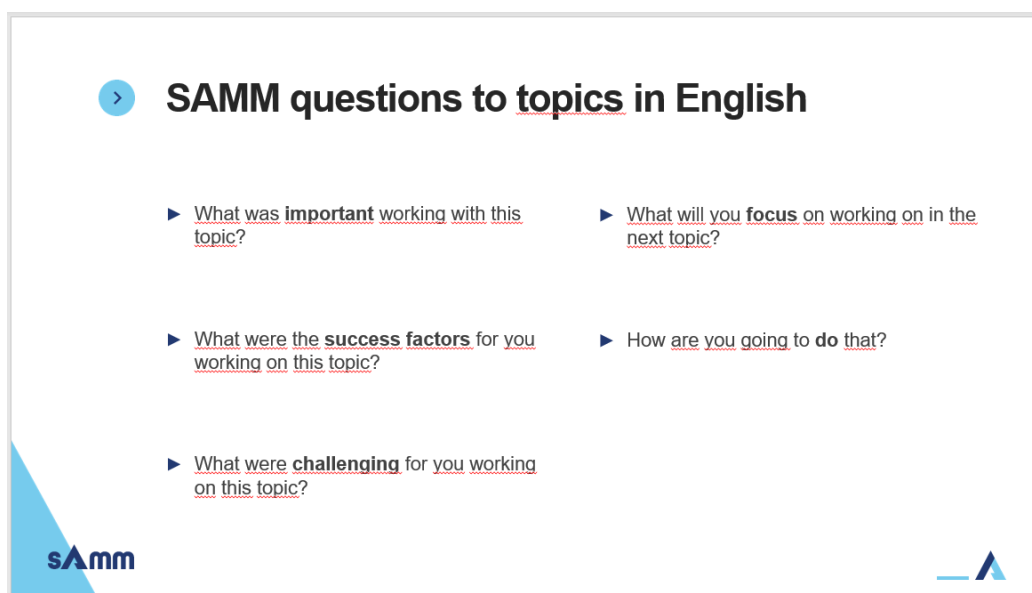 SAMM questions to topics in English
What was important working with this
topic?
What were the success factors for you
working on this topic?
What were challenging for you working
on this topic?
What will you focus on working on in the
next topic?
How are you going to do that?
sAmm